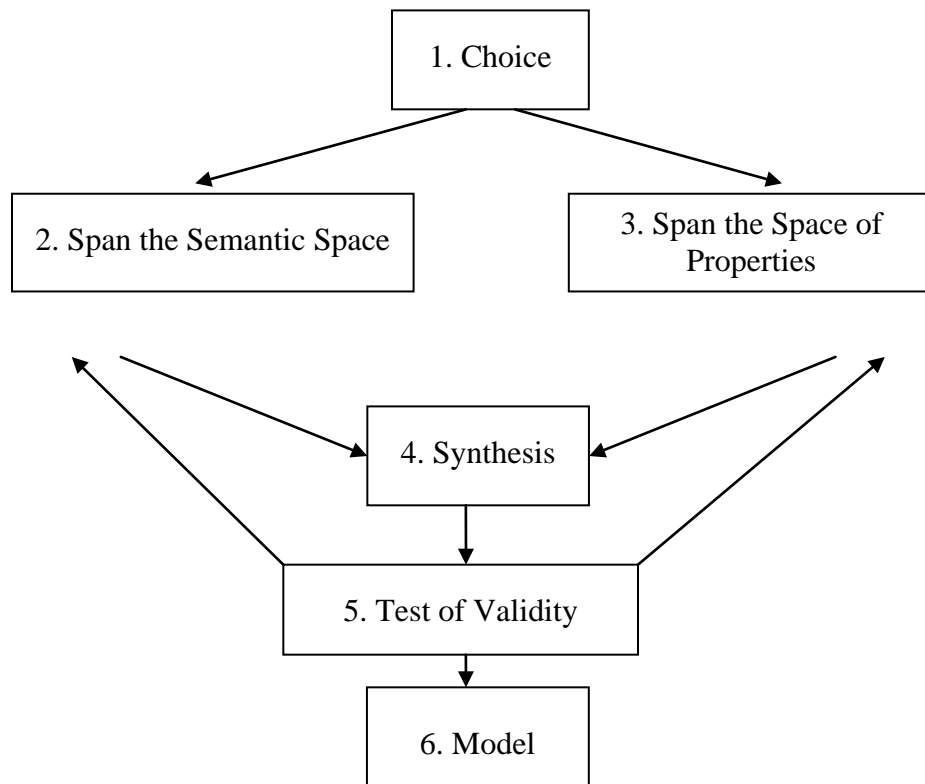 1. Choice
2. Span the Semantic Space
3. Span the Space of
Properties
4. Synthesis
5. Test of Validity
6. Model